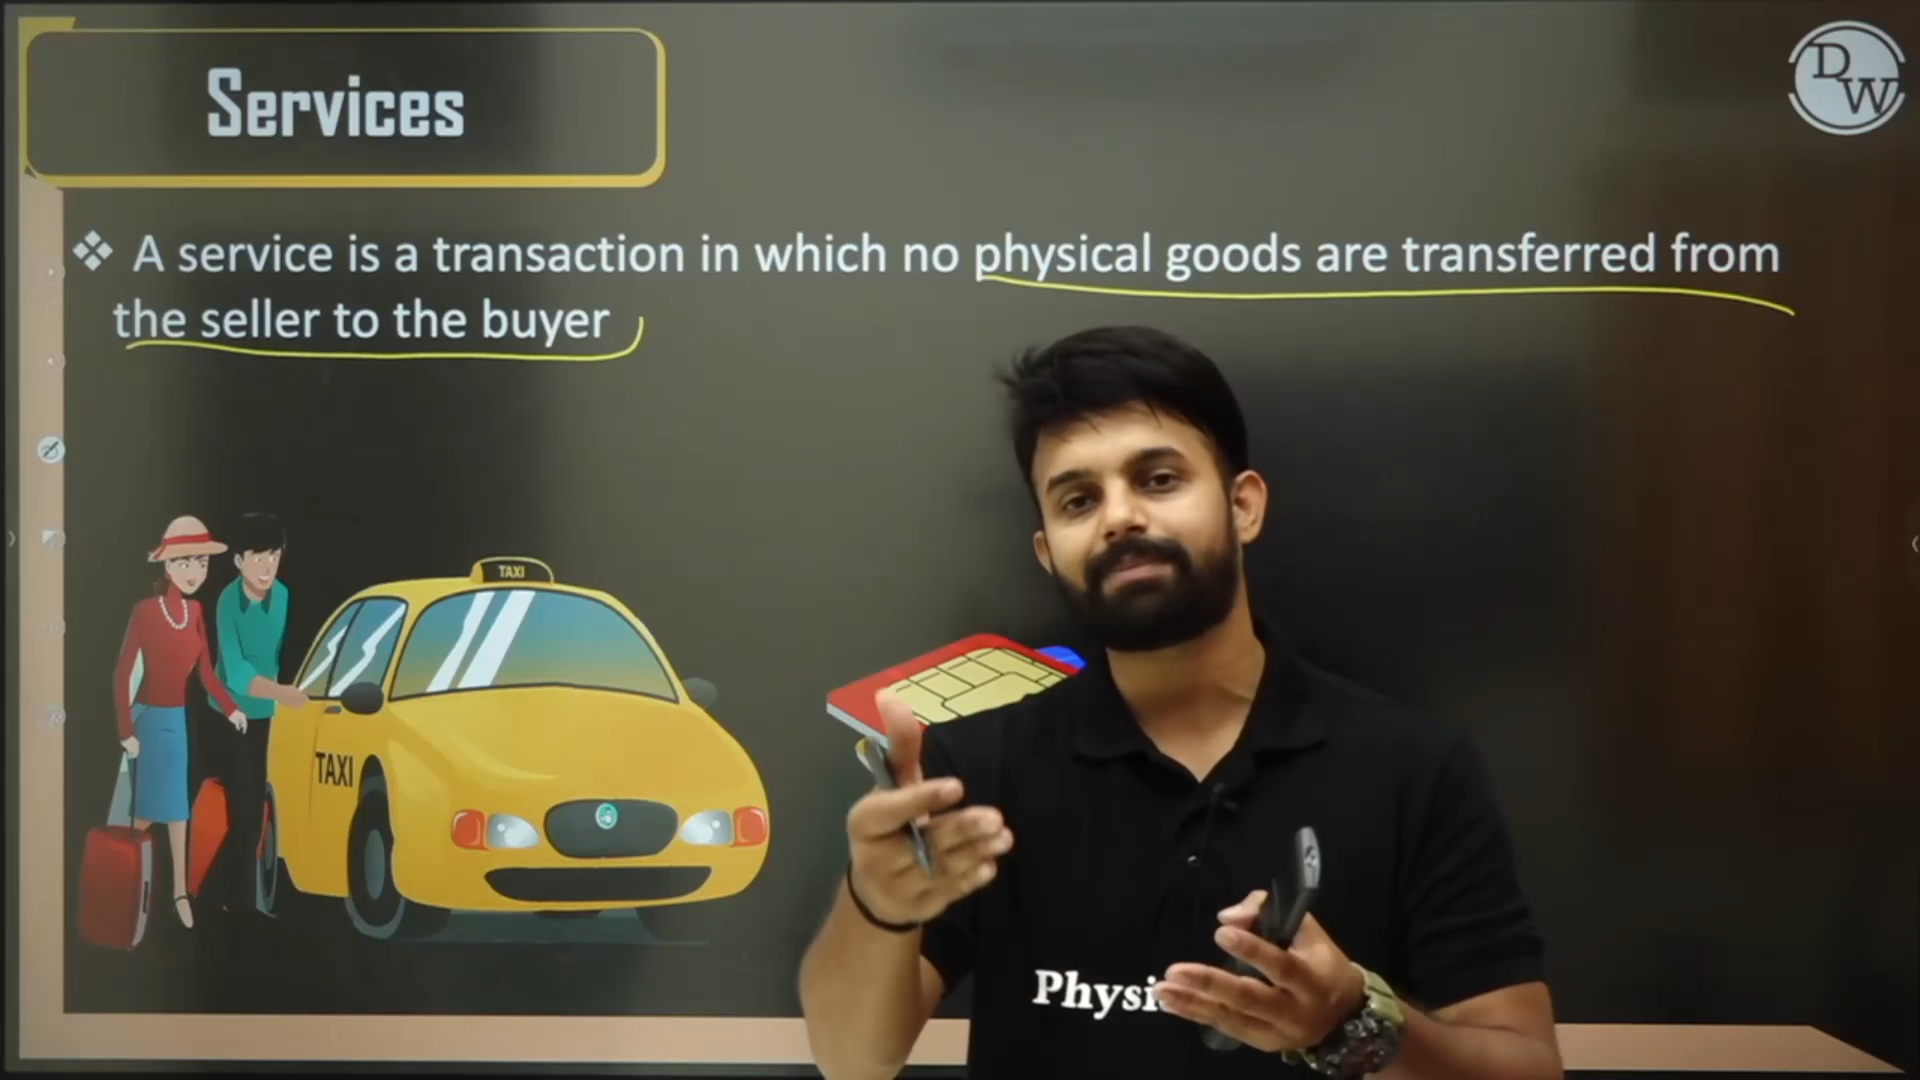 Services
DW
❖ A service is a transaction in which no physical goods are transferred from
the seller to the buyer
TAXI
TAXI